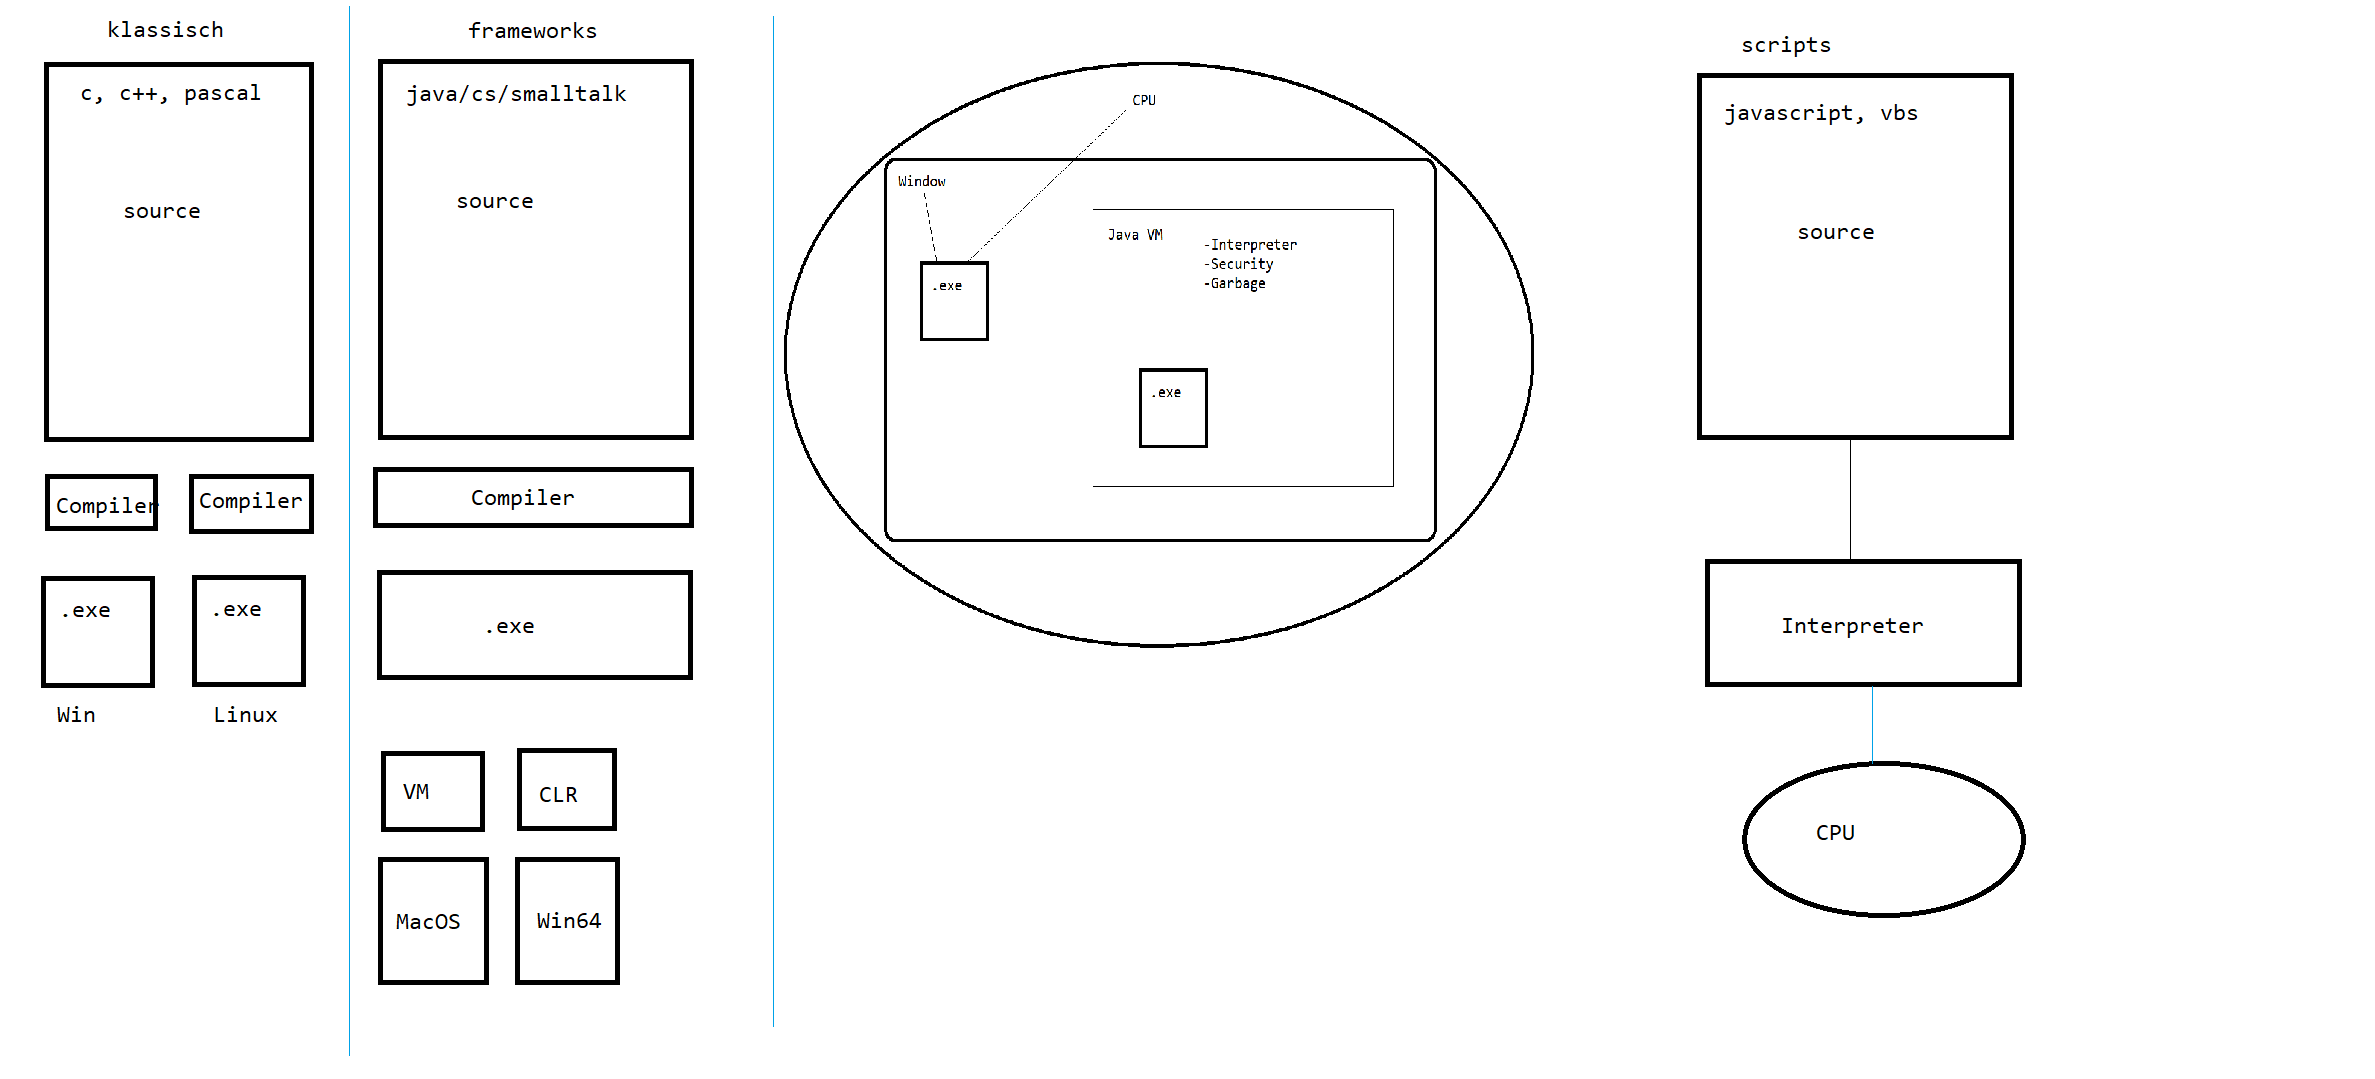 klassisch
c, c++, pascal
source
Compiler
Compiler
.exe
.exe
Win
Linux
frameworks
java/cs/smalltalk
source
Compiler
.exe
VM
CLR
MacOS
Win64
CPU
Window
.exe
Java VM
-Interpreter
-Security
-Garbage
.exe
scripts
javascript, vbs
source
Interpreter
CPU